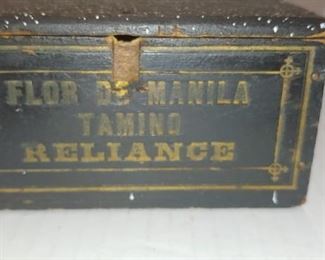 FLOR DE MANILA
TAMINO
RELIANCE